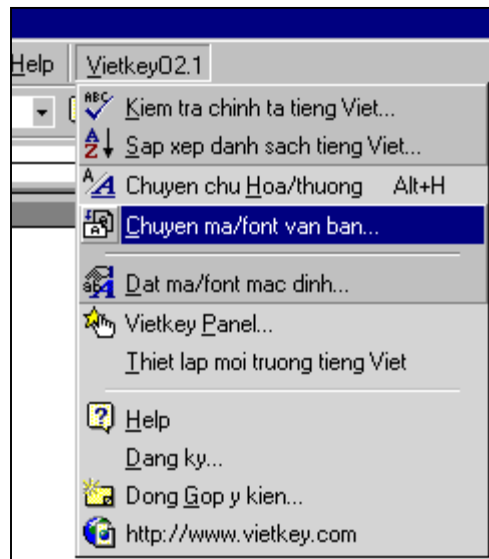 Help Vietkey02.1
Kiem tra chinh ta tieng Viet...
Sap xep danh sach tieng Viet...
Chuyen chu Hoa/thuong Alt+H
Chuyen ma/font van ban...
Dat ma/font mac dinh...
Vietkey Panel...
Thiet lap moi truong tieng Viet
Help
Dang ky...
Dong Gop y kien...
http://www.vietkey.com